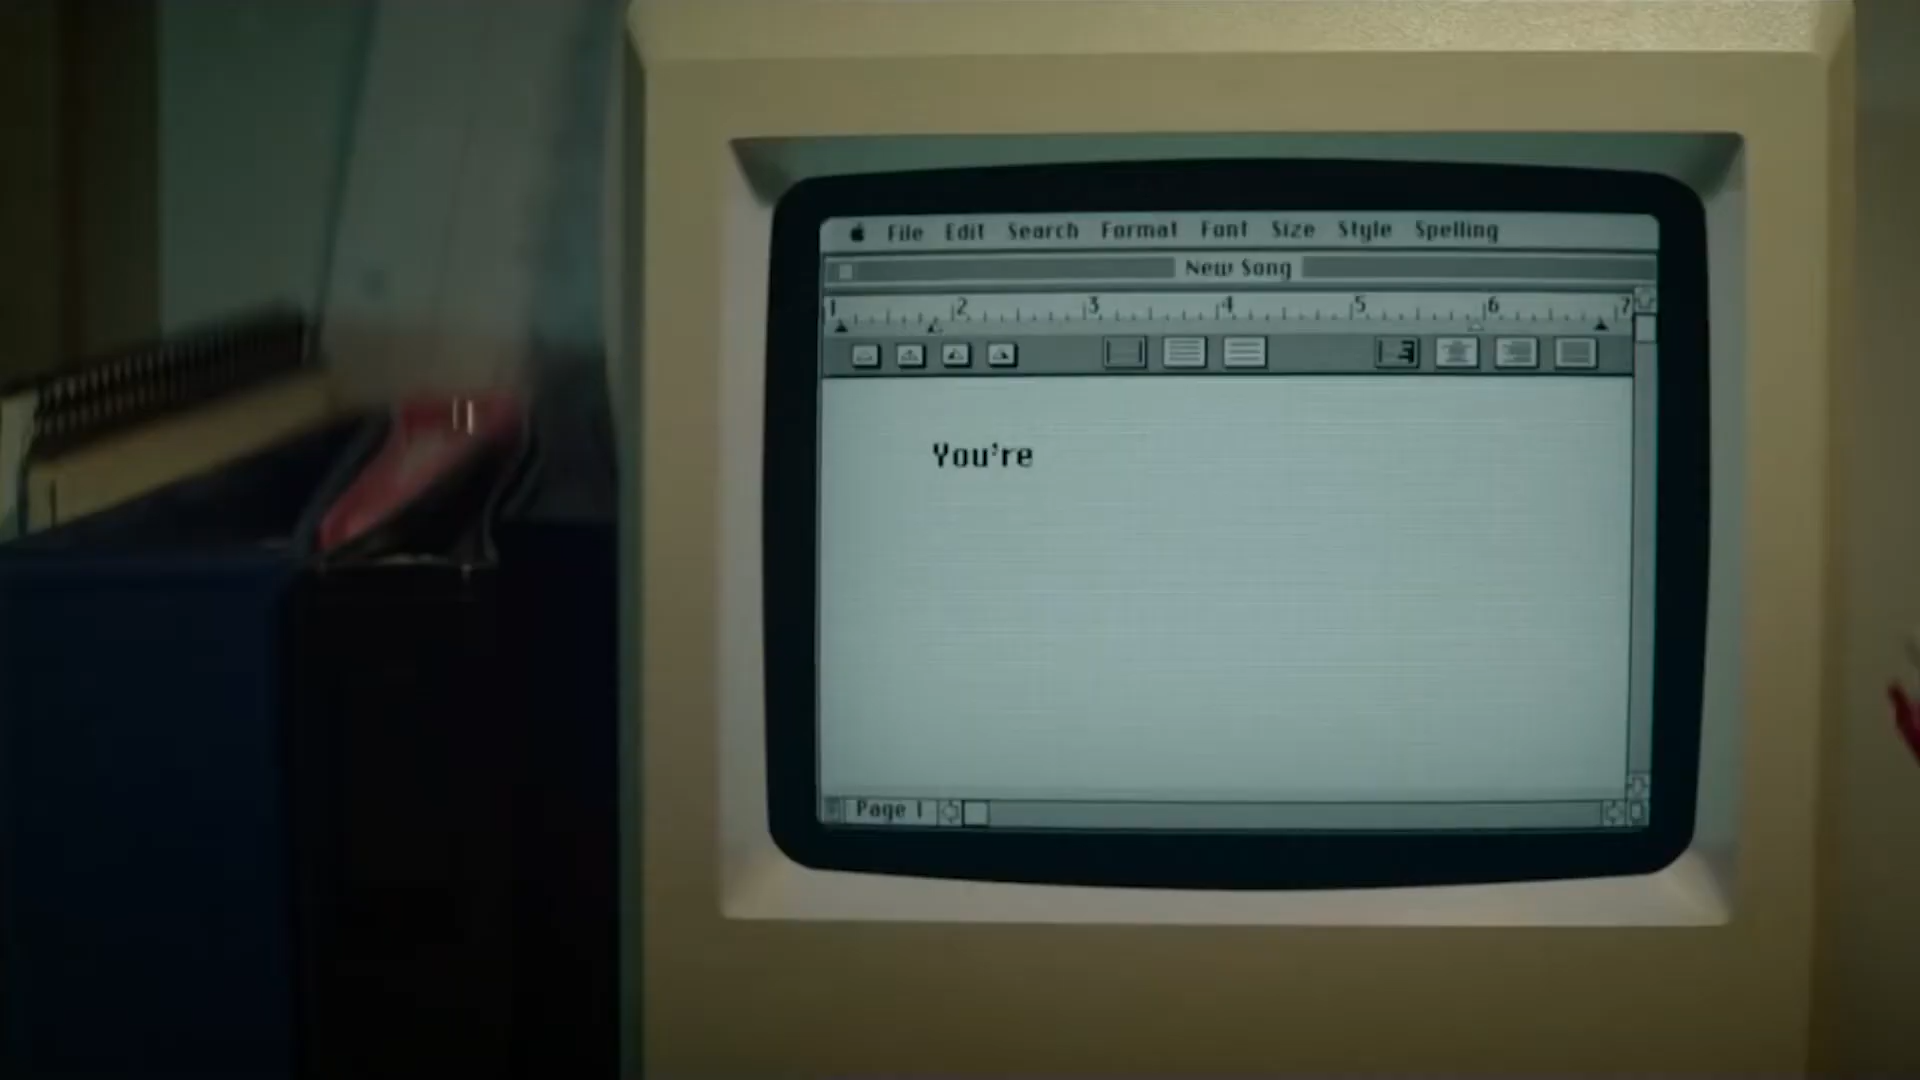 File Edit Search Format Font Size Style Spelling
New Song
1 2 3 4 5 6 7
You're
Page 1